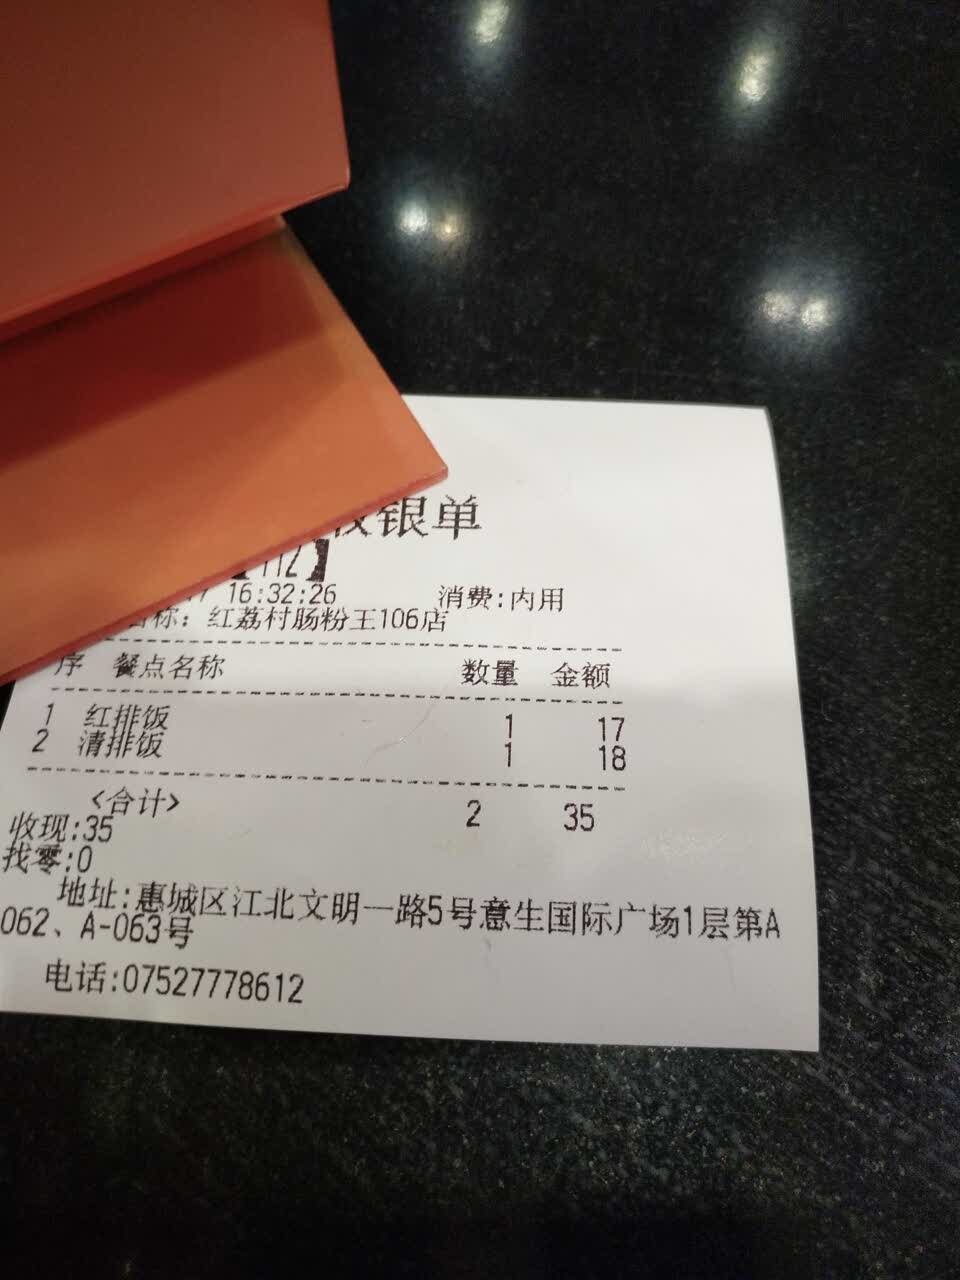 银单
16:32:26 消费:内用
名称: 红荔村肠粉王106店
序 餐点名称 数量 金额
1 红排饭 1 17
2 清排饭 1 18
<合计> 2 35
收现:35
找零:0
地址:惠城区江北文明一路5号意生国际广场1层第A
062、A-063号
电话:07527778612